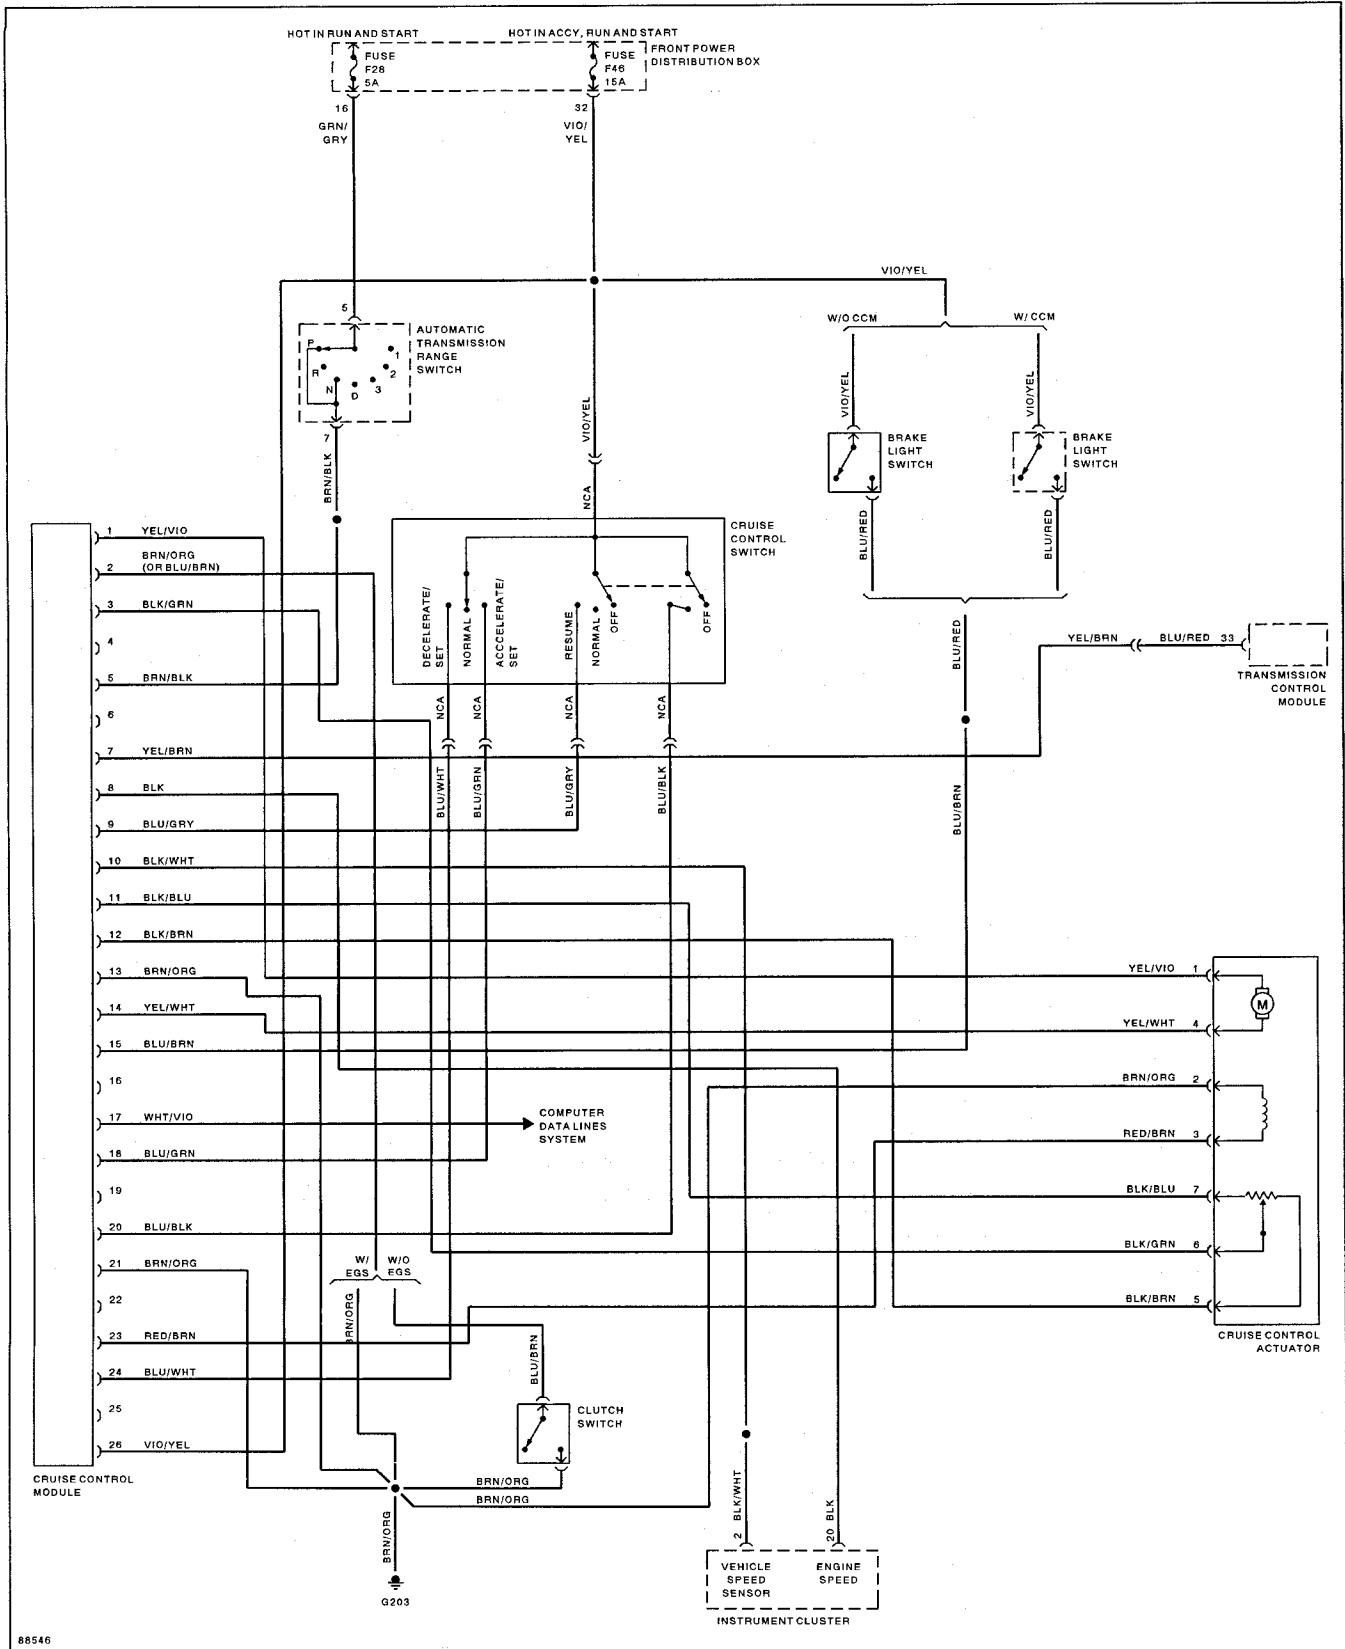 HOT IN RUN AND START
HOT IN ACCY, RUN AND START
FUSE
F28
5A
FUSE
F46
15A
FRONT POWER
DISTRIBUTION BOX
16
GRN/
GRY
32
VIO/
YEL
VIO/YEL
5
AUTOMATIC
TRANSMISSION
RANGE
SWITCH
P
R
N
D
3
2
1
7
BRN/BLK
W/O CCM
W/ CCM
VIO/YEL
VIO/YEL
VIO/YEL
BRAKE
LIGHT
SWITCH
BRAKE
LIGHT
SWITCH
NCA
BLU/RED
BLU/RED
CRUISE
CONTROL
SWITCH
DECELERATE/
SET
NORMAL
ACCCELERATE/
SET
RESUME
NORMAL
OFF
OFF
NCA
NCA
NCA
NCA
BLU/WHT
BLU/GRN
BLU/GRY
BLU/BLK
BLU/RED
BLU/BRN
YEL/BRN
BLU/RED
33
TRANSMISSION
CONTROL
MODULE
1 YEL/VIO
BRN/ORG
2 (OR BLU/BRN)
3 BLK/GRN
4
5 BRN/BLK
6
7 YEL/BRN
8 BLK
9 BLU/GRY
10 BLK/WHT
11 BLK/BLU
12 BLK/BRN
13 BRN/ORG
14 YEL/WHT
15 BLU/BRN
16
17 WHT/VIO
18 BLU/GRN
19
20 BLU/BLK
21 BRN/ORG
22
23 RED/BRN
24 BLU/WHT
25
26 VIO/YEL
CRUISE CONTROL
MODULE
COMPUTER
DATA LINES
SYSTEM
YEL/VIO 1
M
YEL/WHT 4
BRN/ORG 2
RED/BRN 3
BLK/BLU 7
BLK/GRN 6
BLK/BRN 5
CRUISE CONTROL
ACTUATOR
W/
EGS
W/O
EGS
BRN/ORG
BLU/BRN
CLUTCH
SWITCH
BRN/ORG
BRN/ORG
BRN/ORG
G203
2 BLK/WHT
20 BLK
VEHICLE
SPEED
SENSOR
ENGINE
SPEED
INSTRUMENT CLUSTER
88546